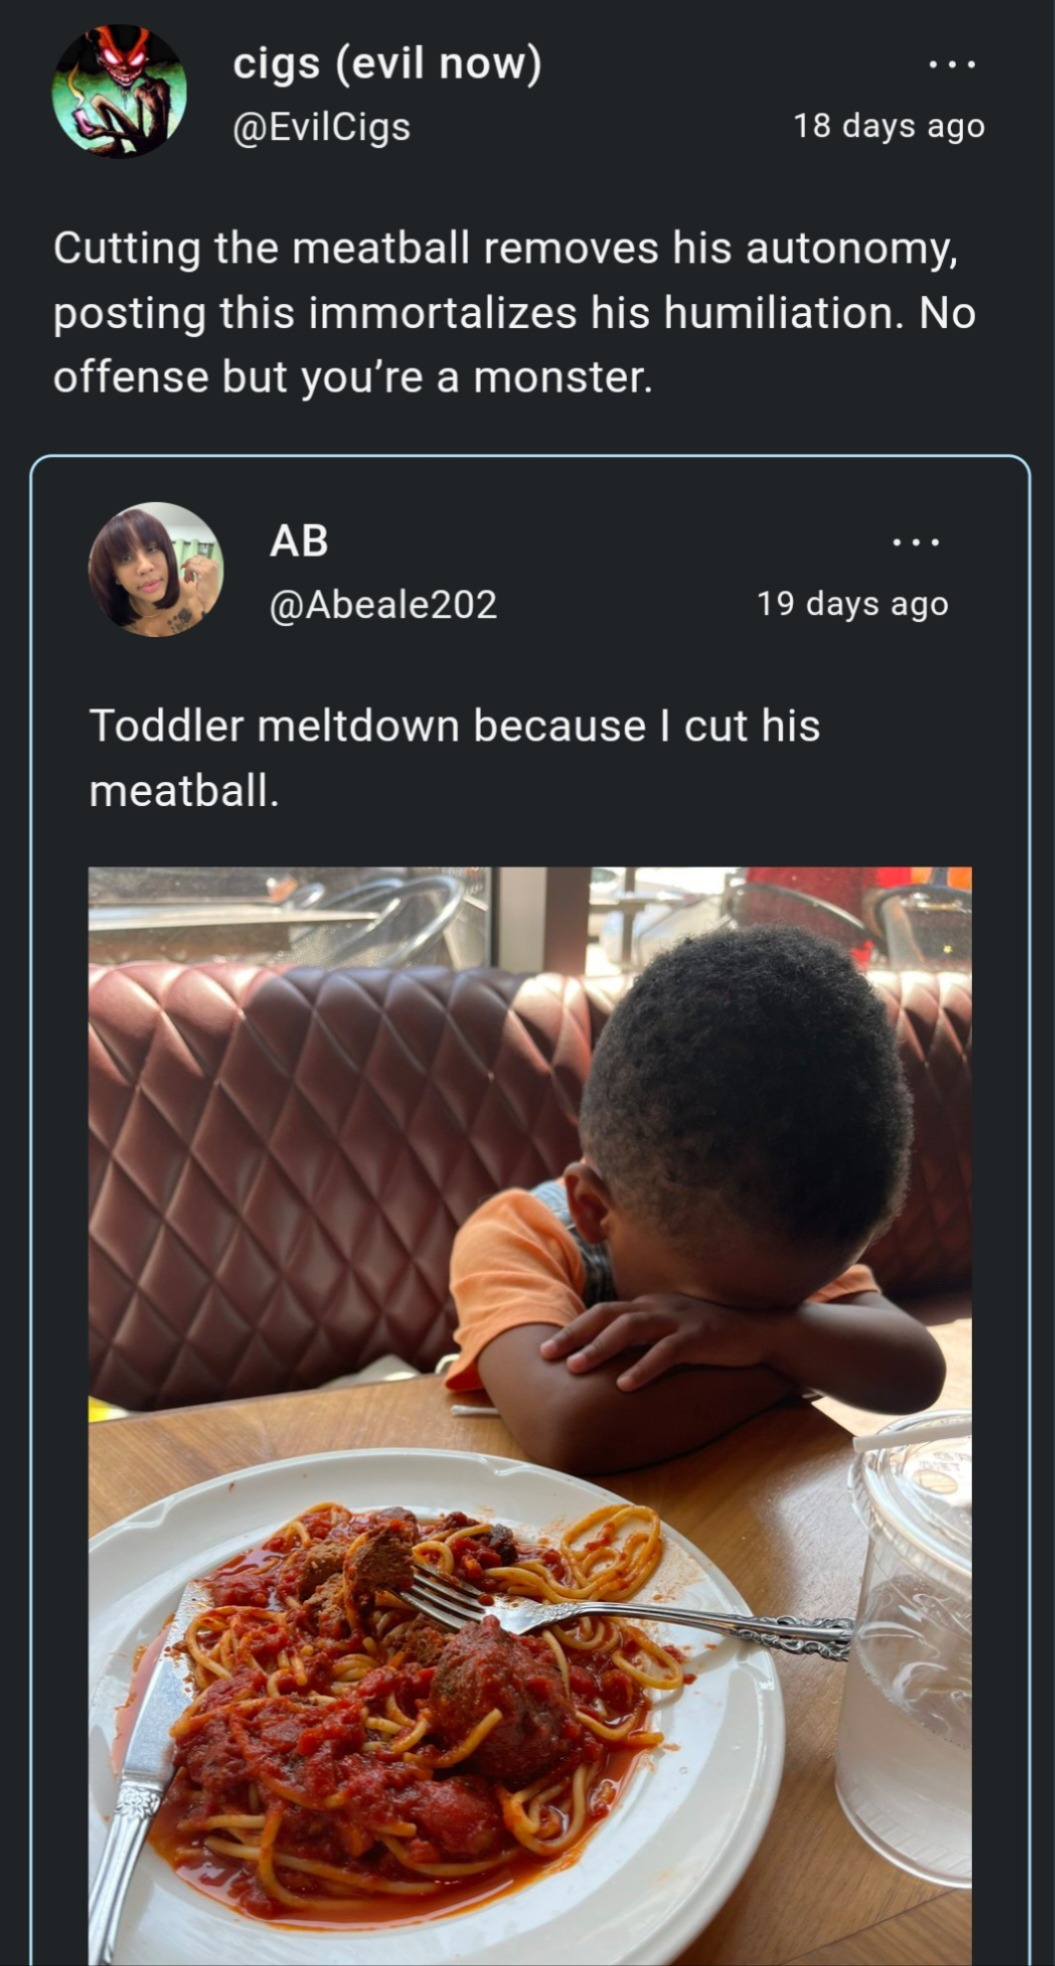 cigs (evil now)
@EvilCigs
18 days ago
Cutting the meatball removes his autonomy,
posting this immortalizes his humiliation. No
offense but you’re a monster.
AB
@Abeale202
19 days ago
Toddler meltdown because I cut his
meatball.